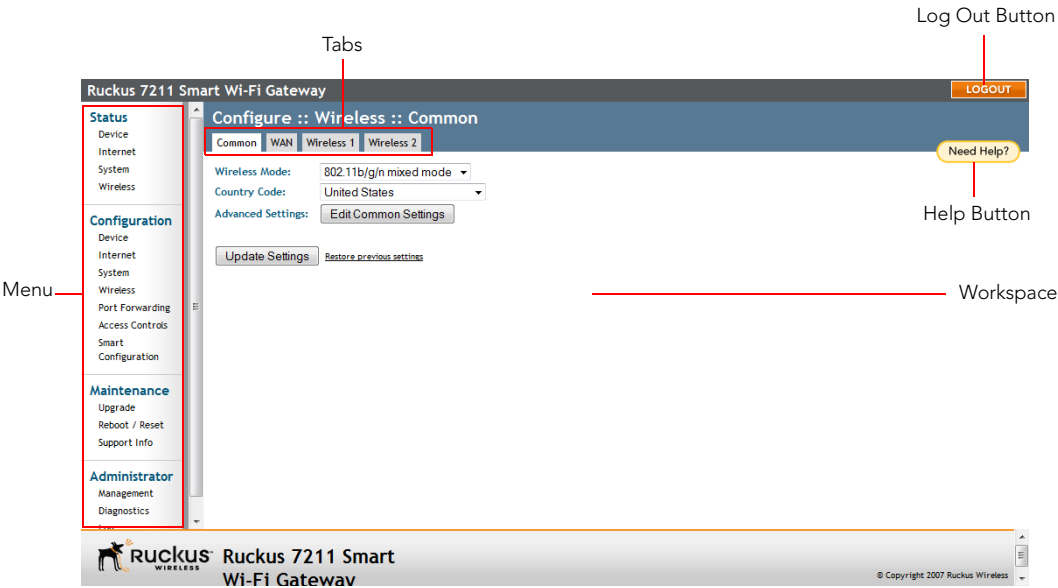 Log Out Button
Tabs
Ruckus 7211 Smart Wi-Fi Gateway
LOGOUT
Status
Device
Internet
System
Wireless
Configuration
Device
Internet
System
Wireless
Port Forwarding
Access Controls
Smart
Configuration
Maintenance
Upgrade
Reboot / Reset
Support Info
Administrator
Management
Diagnostics
Configure :: Wireless :: Common
Common WAN Wireless 1 Wireless 2
Need Help?
Wireless Mode: 802.11b/g/n mixed mode
Country Code: United States
Advanced Settings: Edit Common Settings
Update Settings Restore previous settings
Help Button
Menu
Workspace
Ruckus WIRELESS
Ruckus 7211 Smart
Wi-Fi Gateway
© Copyright 2007 Ruckus Wireless